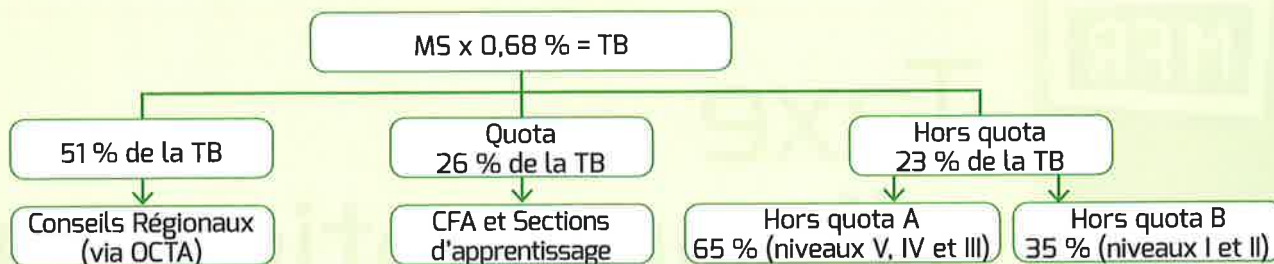 MS x 0,68 % = TB
51 % de la TB
Quota
26 % de la TB
Hors quota
23 % de la TB
Conseils Régionaux
(via OCTA)
CFA et Sections
d'apprentissage
Hors quota A
65 % (niveaux V, IV et III)
Hors quota B
35 % (niveaux I et II)